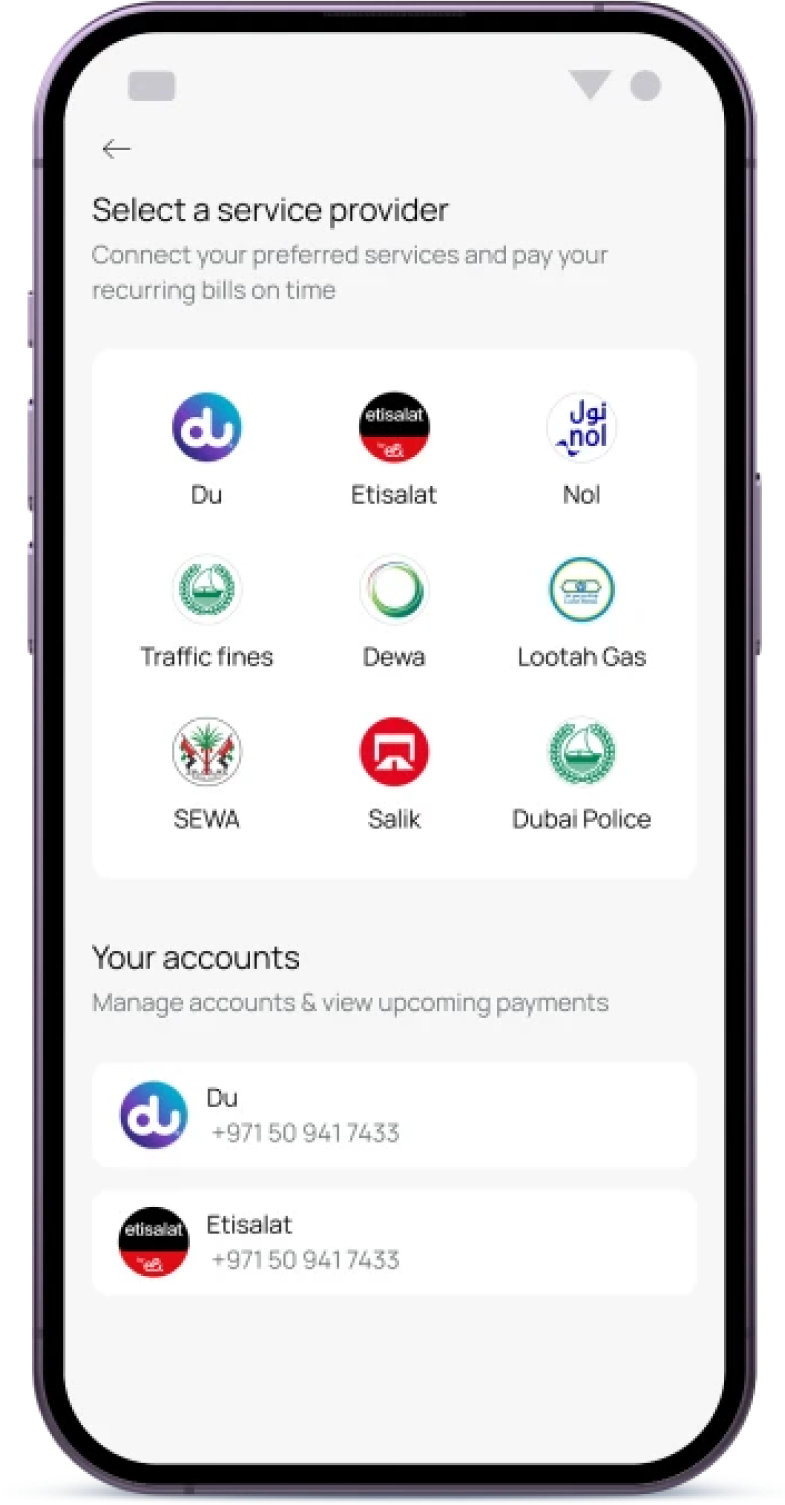 Select a service provider
Connect your preferred services and pay your
recurring bills on time
du
etisalat
by e&
نول
nol
Du
Etisalat
Nol
Traffic fines
Dewa
Lootah Gas
SEWA
Salik
Dubai Police
Your accounts
Manage accounts & view upcoming payments
du
Du
+971 50 941 7433
etisalat
by e&
Etisalat
+971 50 941 7433